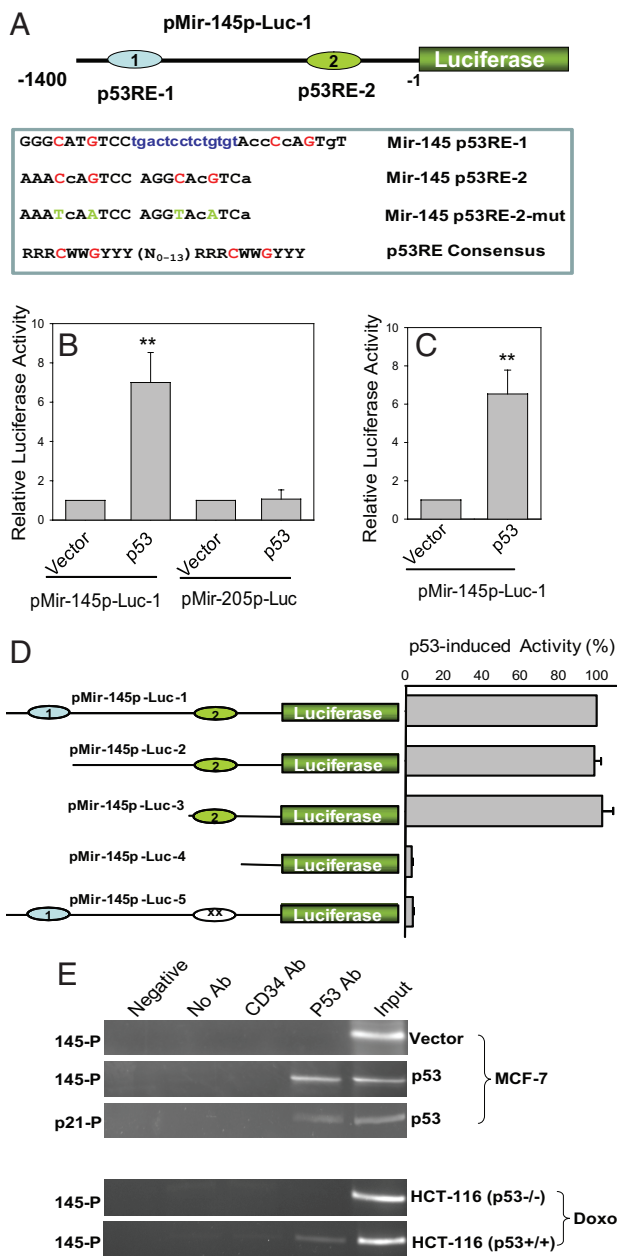 A
pMir-145p-Luc-1
1
2
Luciferase
-1400
-1
p53RE-1
p53RE-2
GGGCATGTCCtgactcctctgtgtAccCcAGTgT Mir-145 p53RE-1
AAACcAGTCC AGGCAcGTCa Mir-145 p53RE-2
AAATcAATCC AGGTAcATCa Mir-145 p53RE-2-mut
RRRCWWGYYY (N0-13) RRRCWWGYYY p53RE Consensus
B
Relative Luciferase Activity
10
8
6
4
2
0
**
Vector
p53
Vector
p53
pMir-145p-Luc-1
pMir-205p-Luc
C
Relative Luciferase Activity
10
8
6
4
2
0
**
Vector
p53
pMir-145p-Luc-1
D
p53-induced Activity (%)
0 20 40 60 80 100
pMir-145p-Luc-1
1
2
Luciferase
pMir-145p-Luc-2
2
Luciferase
pMir-145p-Luc-3
2
Luciferase
pMir-145p-Luc-4
Luciferase
pMir-145p-Luc-5
1
xx
Luciferase
E
Negative
No Ab
CD34 Ab
P53 Ab
Input
145-P Vector
145-P p53
p21-P p53
MCF-7
145-P HCT-116 (p53-/-)
145-P HCT-116 (p53+/+)
Doxo